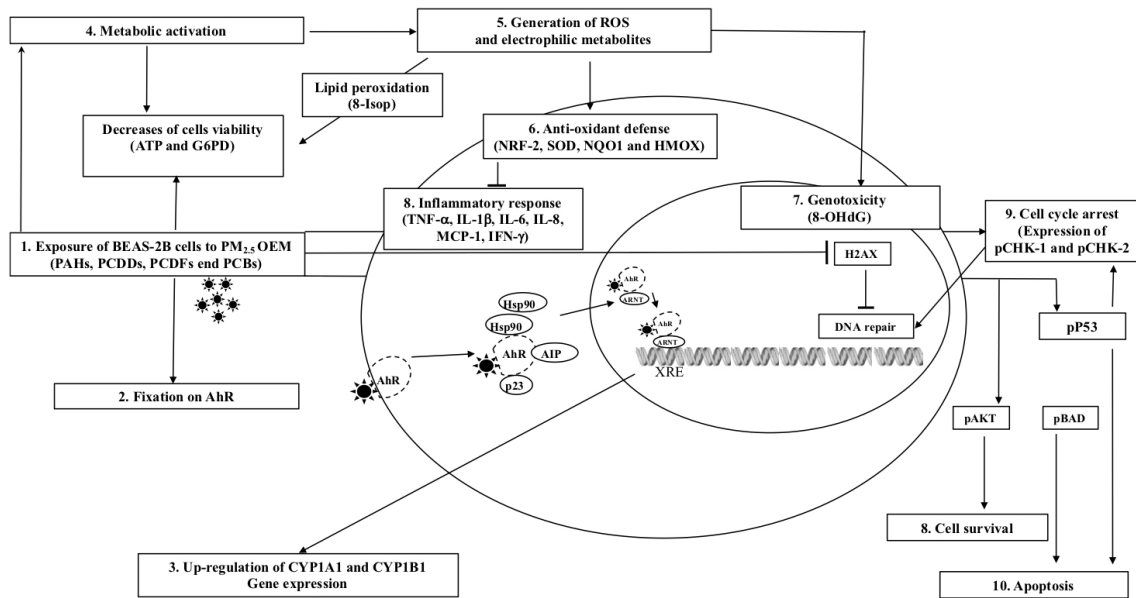 4. Metabolic activation
5. Generation of ROS
and electrophilic metabolites
Lipid peroxidation
(8-Isop)
Decreases of cells viability
(ATP and G6PD)
6. Anti-oxidant defense
(NRF-2, SOD, NQO1 and HMOX)
8. Inflammatory response
(TNF-α, IL-1β, IL-6, IL-8,
MCP-1, IFN-γ)
7. Genotoxicity
(8-OHdG)
9. Cell cycle arrest
(Expression of
pCHK-1 and pCHK-2
1. Exposure of BEAS-2B cells to PM2.5 OEM
(PAHs, PCDDs, PCDFs end PCBs)
H2AX
DNA repair
pP53
Hsp90
Hsp90
AhR
AIP
p23
AhR
AhR
ARNT
AhR
ARNT
XRE
2. Fixation on AhR
pAKT
pBAD
8. Cell survival
3. Up-regulation of CYP1A1 and CYP1B1
Gene expression
10. Apoptosis